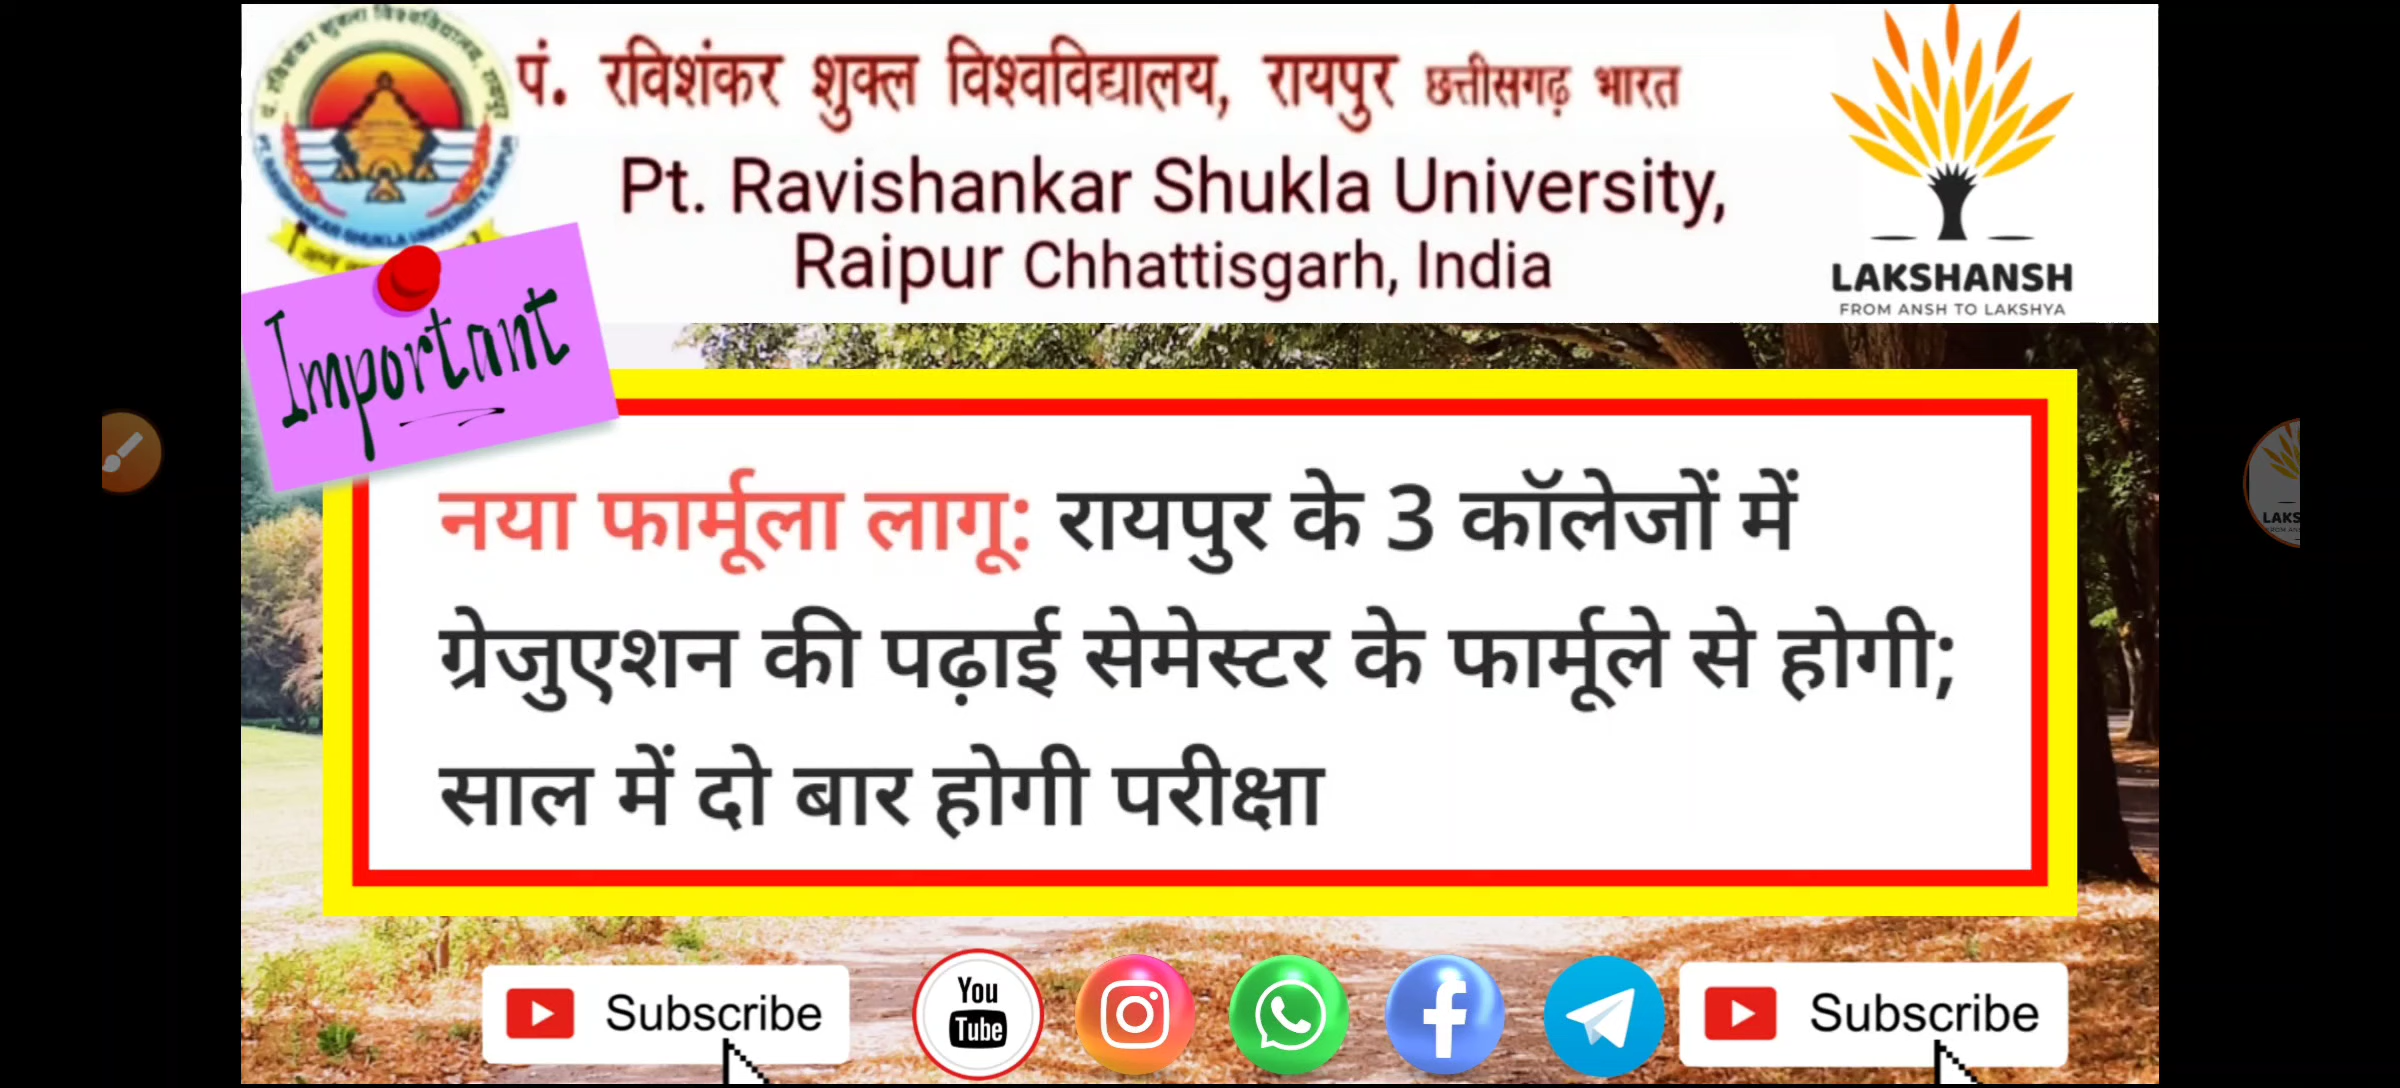 पं. रविशंकर शुक्ल विश्वविद्यालय, रायपुर छत्तीसगढ़ भारत
Pt. Ravishankar Shukla University,
Raipur Chhattisgarh, India
LAKSHANSH
FROM ANSH TO LAKSHYA
Important
नया फार्मूला लागू: रायपुर के 3 कॉलेजों में
ग्रेजुएशन की पढ़ाई सेमेस्टर के फार्मूले से होगी;
साल में दो बार होगी परीक्षा
LAKS
Subscribe
You
Tube
Subscribe